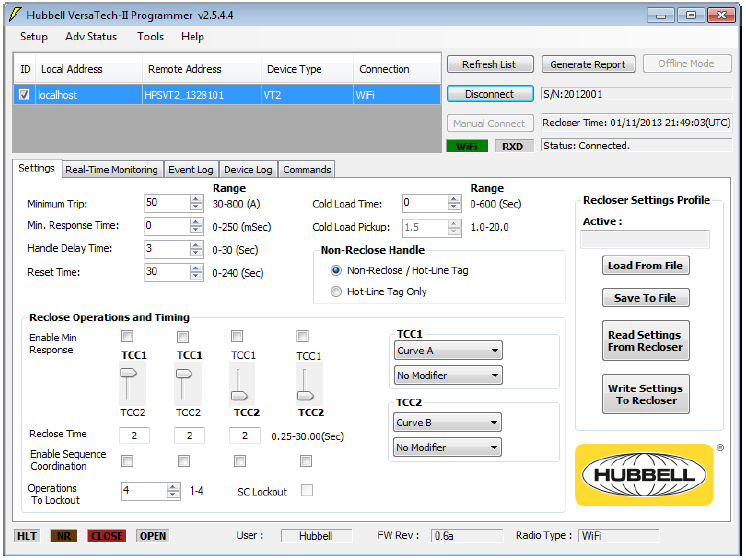 Hubbell VersaTech-II Programmer v2.5.4.4
Setup Adv Status Tools Help
ID Local Address Remote Address Device Type Connection
localhost HPSVT2_1328101 VT2 WiFi
Refresh List Generate Report Offline Mode
Disconnect S/N:2012001
Manual Connect Recloser Time: 01/11/2013 21:49:03(UTC)
WiFi RXD Status: Connected.
Settings Real-Time Monitoring Event Log Device Log Commands
Range Range
Minimum Trip: 50 30-800 (A) Cold Load Time: 0 0-600 (Sec)
Min. Response Time: 0 0-250 (mSec) Cold Load Pickup: 1.5 1.0-20.0
Handle Delay Time: 3 0-30 (Sec)
Reset Time: 30 0-240 (Sec)
Non-Reclose Handle
Non-Reclose / Hot-Line Tag
Hot-Line Tag Only
Recloser Settings Profile
Active :
Load From File
Save To File
Read Settings
From Recloser
Write Settings
To Recloser
Reclose Operations and Timing
Enable Min
Response
TCC1 TCC1 TCC1 TCC1
TCC2 TCC2 TCC2 TCC2
Reclose Time 2 2 2 0.25-30.00(Sec)
Enable Sequence
Coordination
Operations
To Lockout 4 1-4 SC Lockout
TCC1
Curve A
No Modifier
TCC2
Curve B
No Modifier
HUBBELL ®
HLT NR CLOSE OPEN User : Hubbell FW Rev : 0.6a Radio Type : WiFi